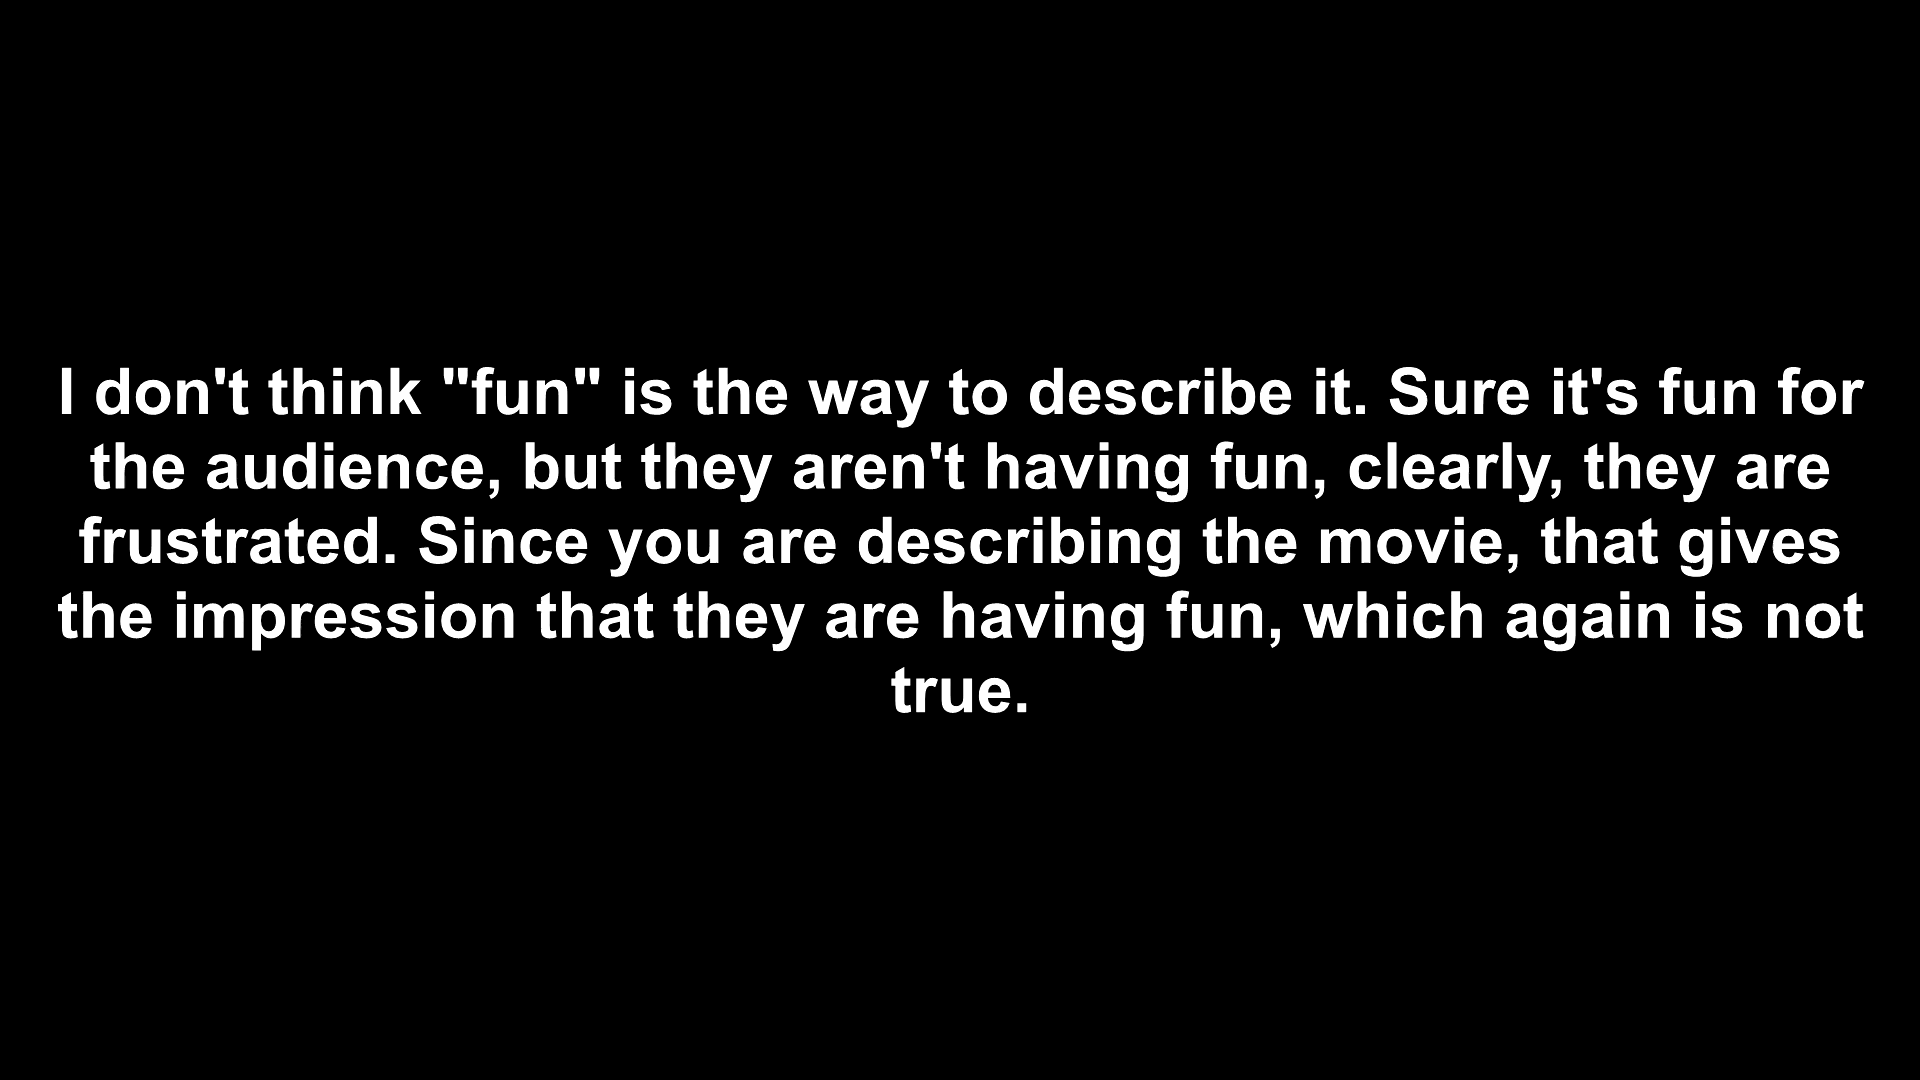 I don't think "fun" is the way to describe it. Sure it's fun for
the audience, but they aren't having fun, clearly, they are
frustrated. Since you are describing the movie, that gives
the impression that they are having fun, which again is not
true.